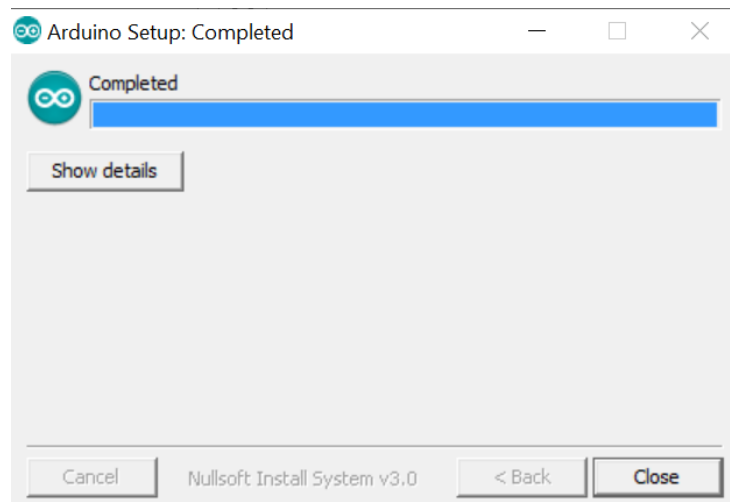 Arduino Setup: Completed
Completed
Show details
Cancel
Nullsoft Install System v3.0
< Back
Close